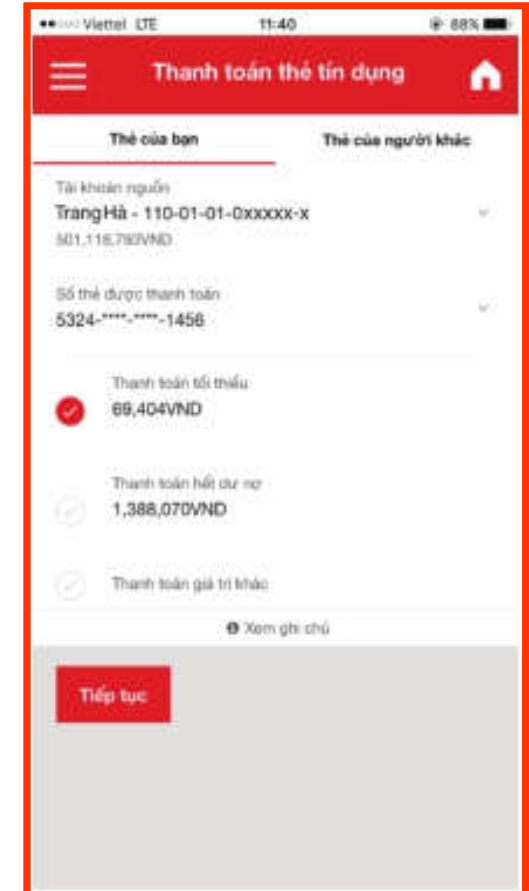 Viettel LTE 11:40 88%
Thanh toán thẻ tín dụng
Thẻ của bạn Thẻ của người khác
Tài khoản nguồn
Trang Hà - 110-01-01-0xxxxx-x
501,116,793VND
Số thẻ được thanh toán
5324-****-****-1456
Thanh toán tối thiểu
69,404VND
Thanh toán hết dư nợ
1,388,070VND
Thanh toán giá trị khác
Xem ghi chú
Tiếp tục